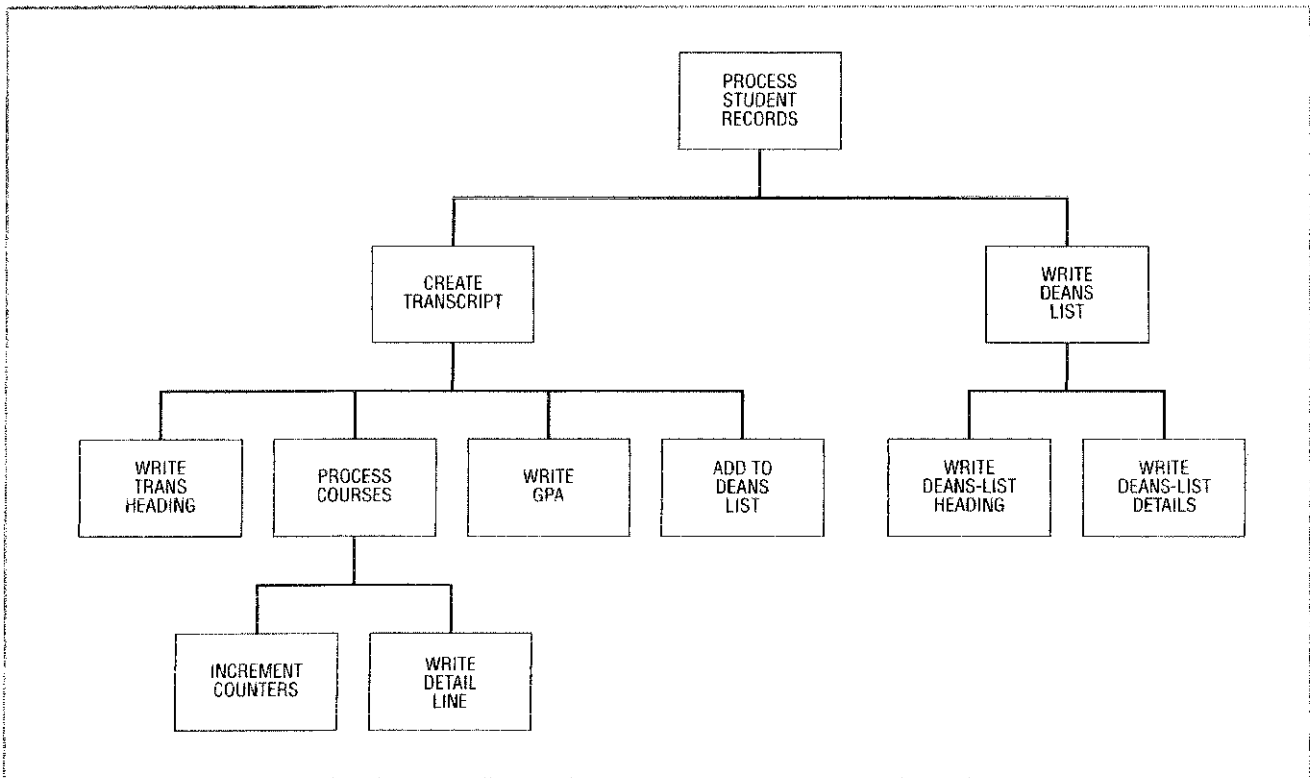 PROCESS
STUDENT
RECORDS
CREATE
TRANSCRIPT
WRITE
DEANS
LIST
WRITE
TRANS
HEADING
PROCESS
COURSES
WRITE
GPA
ADD TO
DEANS
LIST
WRITE
DEANS-LIST
HEADING
WRITE
DEANS-LIST
DETAILS
INCREMENT
COUNTERS
WRITE
DETAIL
LINE